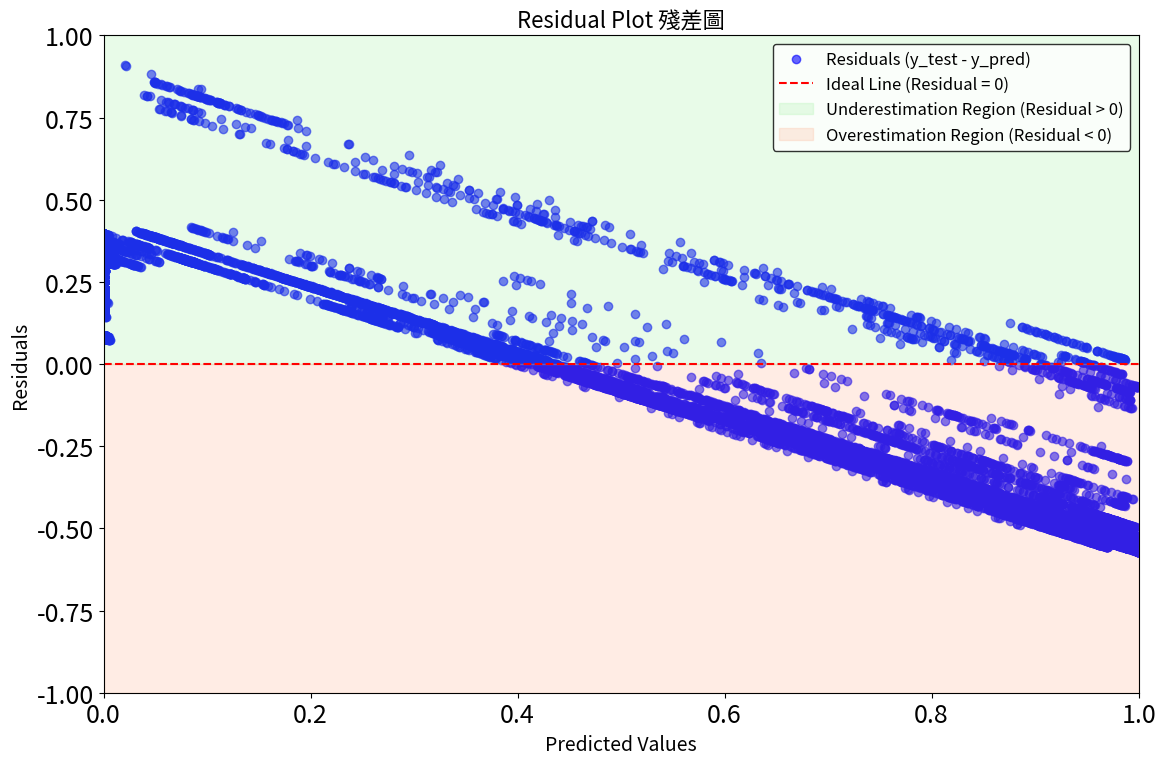 Residual Plot 殘差圖
Residuals (y_test - y_pred)
Ideal Line (Residual = 0)
Underestimation Region (Residual > 0)
Overestimation Region (Residual < 0)
Residuals
1.00
0.75
0.50
0.25
0.00
-0.25
-0.50
-0.75
-1.00
0.0 0.2 0.4 0.6 0.8 1.0
Predicted Values